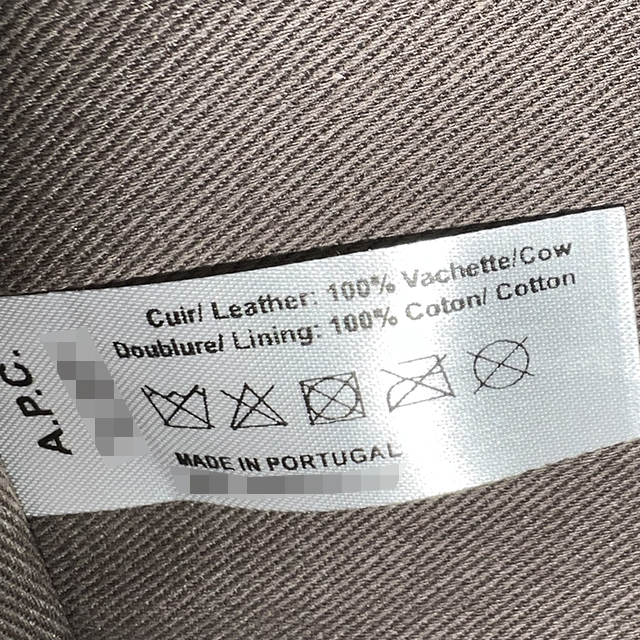 Cuir/ Leather: 100% Vachette/Cow
Doublure/ Lining: 100% Coton/ Cotton
MADE IN PORTUGAL
A.P.C.